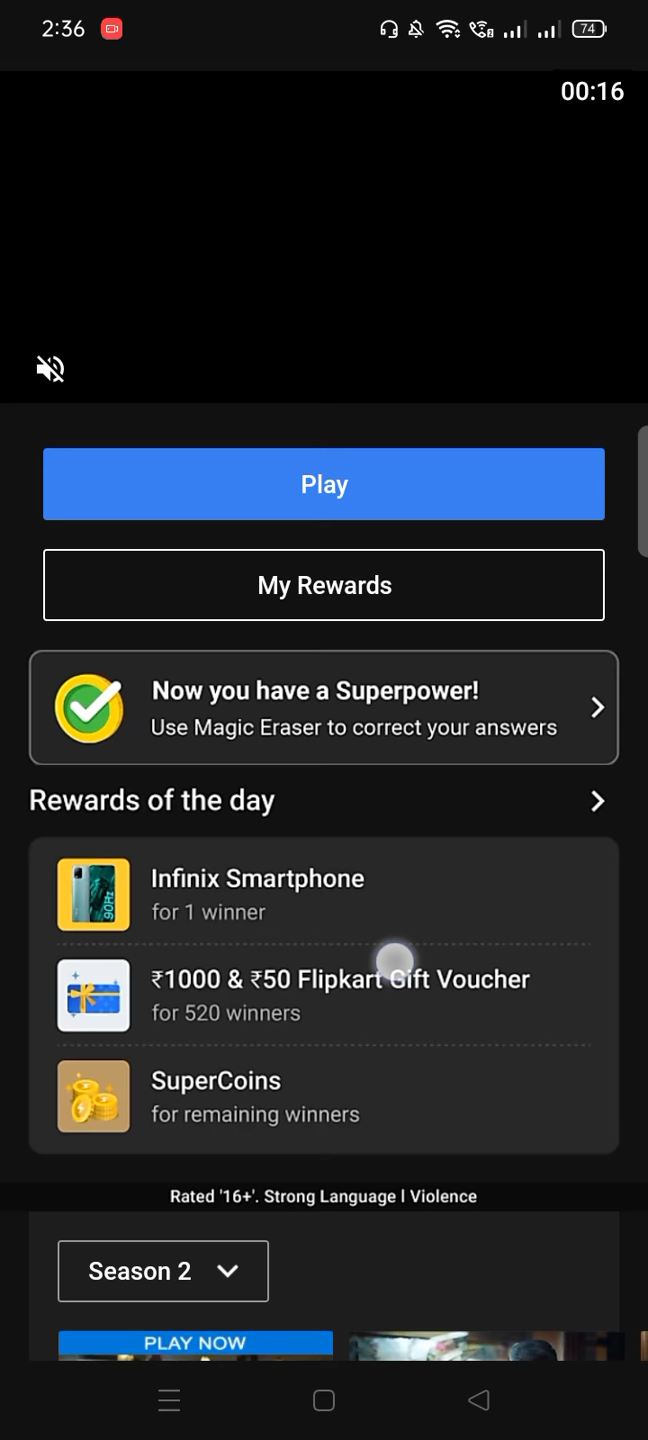 2:36
74
00:16
Play
My Rewards
Now you have a Superpower!
Use Magic Eraser to correct your answers
Rewards of the day
90Hz
Infinix Smartphone
for 1 winner
₹1000 & ₹50 Flipkart Gift Voucher
for 520 winners
SuperCoins
for remaining winners
Rated '16+'. Strong Language | Violence
Season 2
PLAY NOW